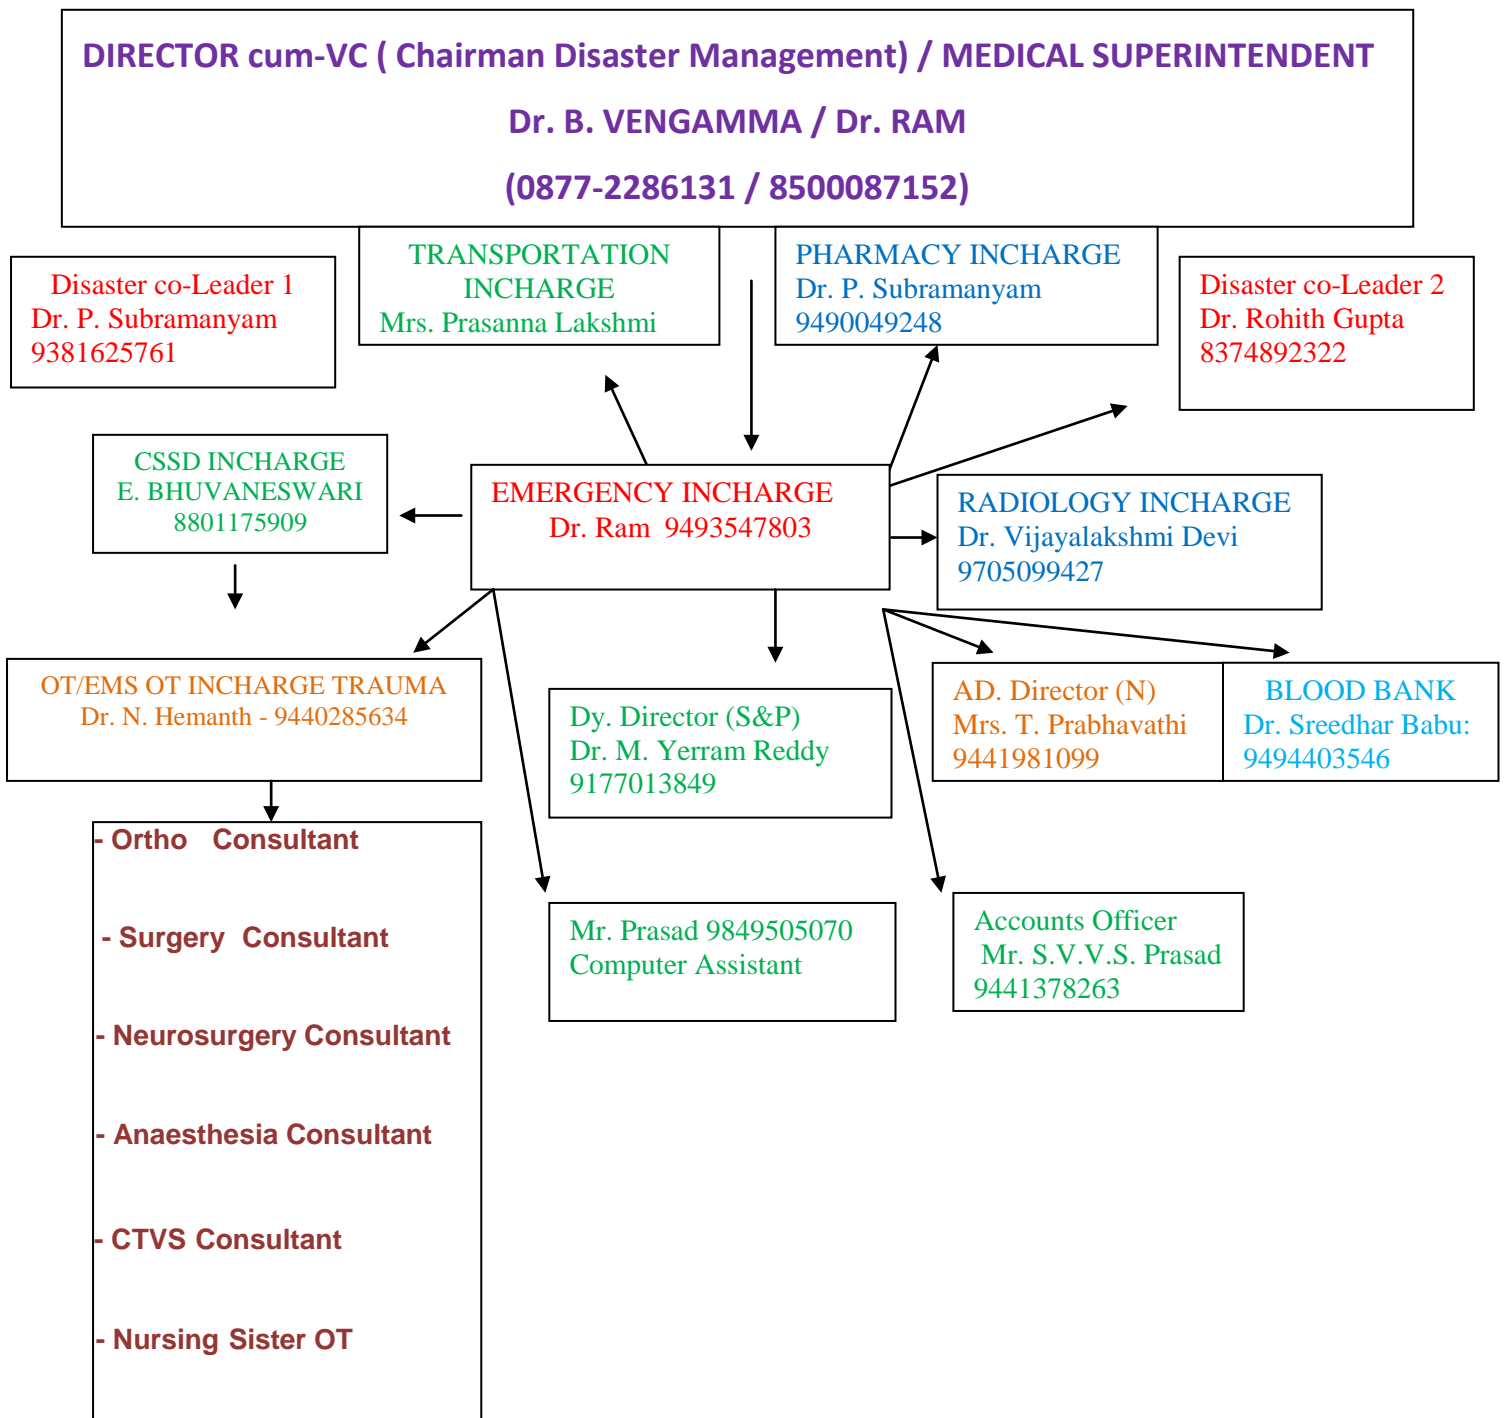 DIRECTOR cum-VC ( Chairman Disaster Management) / MEDICAL SUPERINTENDENT
Dr. B. VENGAMMA / Dr. RAM
(0877-2286131 / 8500087152)
Disaster co-Leader 1
Dr. P. Subramanyam
9381625761
TRANSPORTATION
INCHARGE
Mrs. Prasanna Lakshmi
PHARMACY INCHARGE
Dr. P. Subramanyam
9490049248
Disaster co-Leader 2
Dr. Rohith Gupta
8374892322
CSSD INCHARGE
E. BHUVANESWARI
8801175909
EMERGENCY INCHARGE
Dr. Ram 9493547803
RADIOLOGY INCHARGE
Dr. Vijayalakshmi Devi
9705099427
OT/EMS OT INCHARGE TRAUMA
Dr. N. Hemanth - 9440285634
Dy. Director (S&P)
Dr. M. Yerram Reddy
9177013849
AD. Director (N)
Mrs. T. Prabhavathi
9441981099
BLOOD BANK
Dr. Sreedhar Babu:
9494403546
- Ortho Consultant
- Surgery Consultant
- Neurosurgery Consultant
- Anaesthesia Consultant
- CTVS Consultant
- Nursing Sister OT
Mr. Prasad 9849505070
Computer Assistant
Accounts Officer
Mr. S.V.V.S. Prasad
9441378263